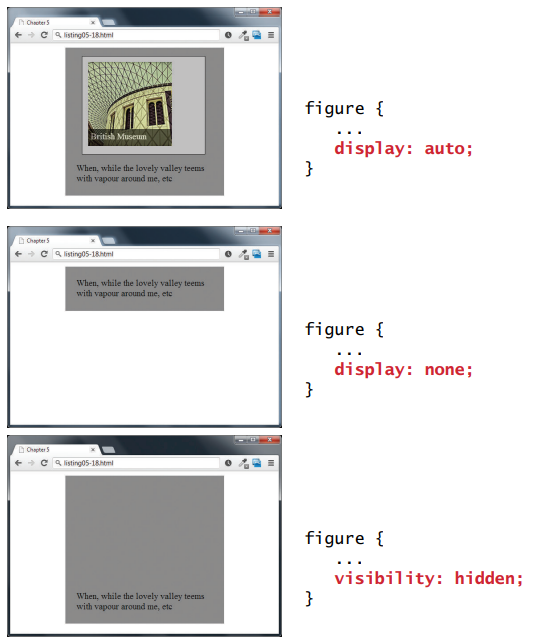 Chapter 5
listing05-18.html
British Museum
When, while the lovely valley teems
with vapour around me, etc
figure {
...
display: auto;
}
Chapter 5
listing05-18.html
When, while the lovely valley teems
with vapour around me, etc
figure {
...
display: none;
}
Chapter 5
listing05-18.html
When, while the lovely valley teems
with vapour around me, etc
figure {
...
visibility: hidden;
}